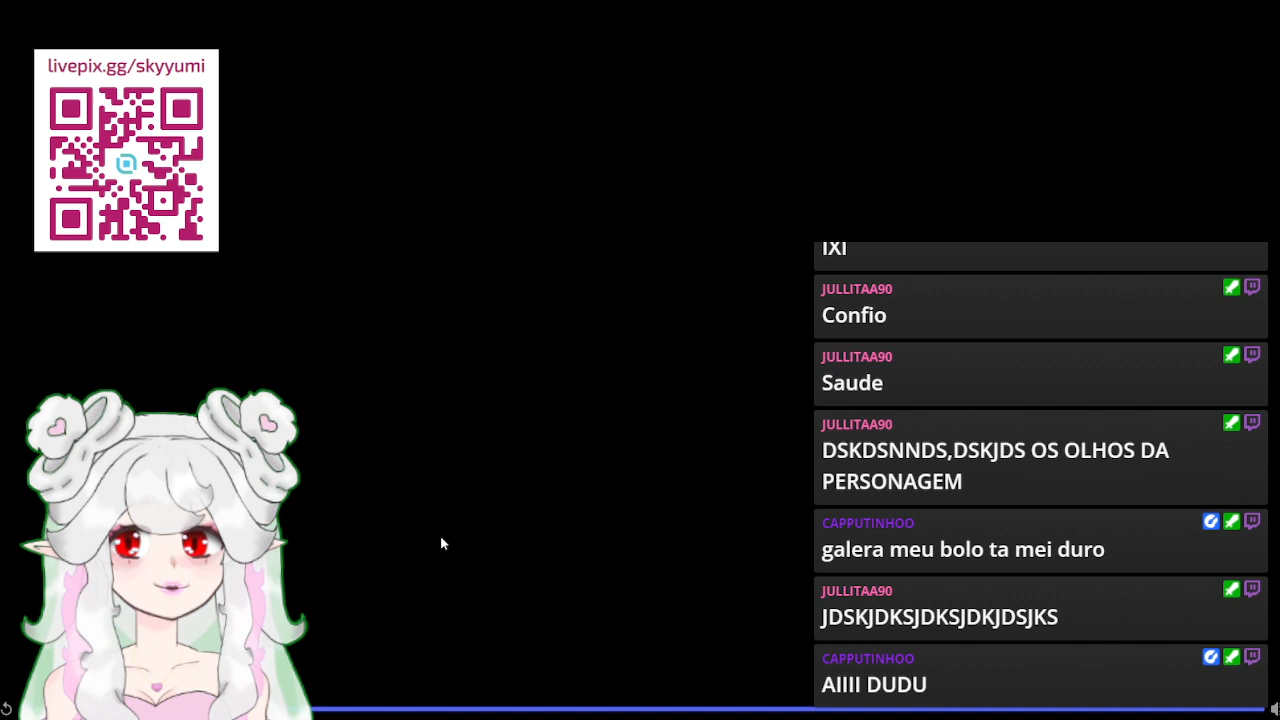 livepix.gg/skyyumi
IXI
JULLITAA90
Confio
JULLITAA90
Saude
JULLITAA90
DSKDSNNDS,DSKJDS OS OLHOS DA
PERSONAGEM
CAPPUTINHOO
galera meu bolo ta mei duro
JULLITAA90
JDSKJDKSJDKSJDKJDSJKS
CAPPUTINHOO
AIIII DUDU